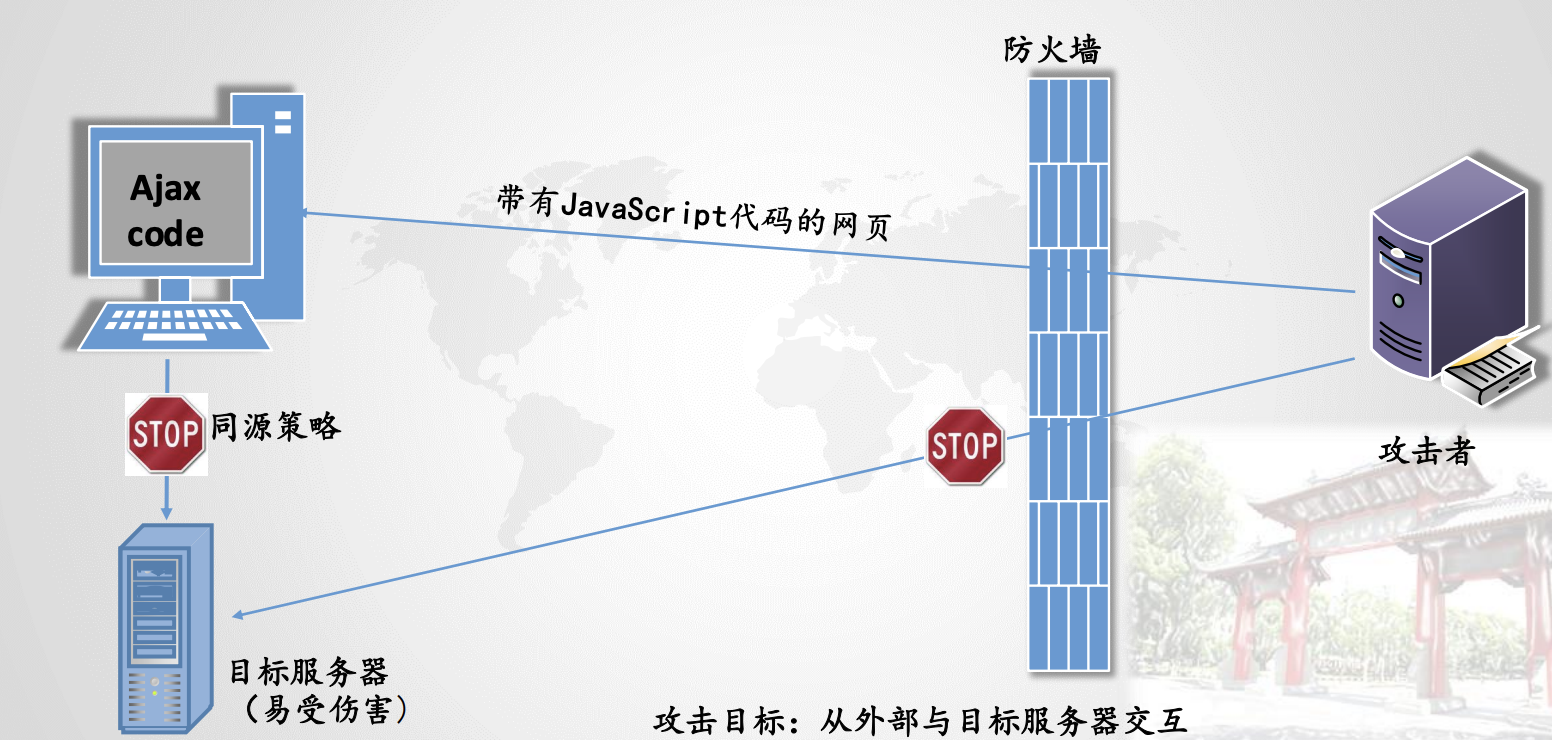 防火墙
Ajax
code
带有JavaScript代码的网页
STOP
同源策略
STOP
攻击者
目标服务器
（易受伤害）
攻击目标：从外部与目标服务器交互